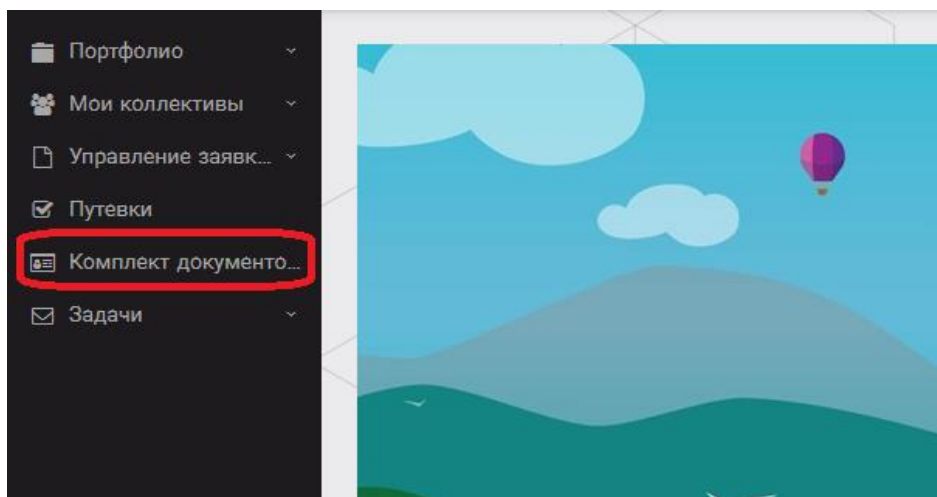 Портфолио
Мои коллективы
Управление заявк...
Путевки
Комплект документо...
Задачи